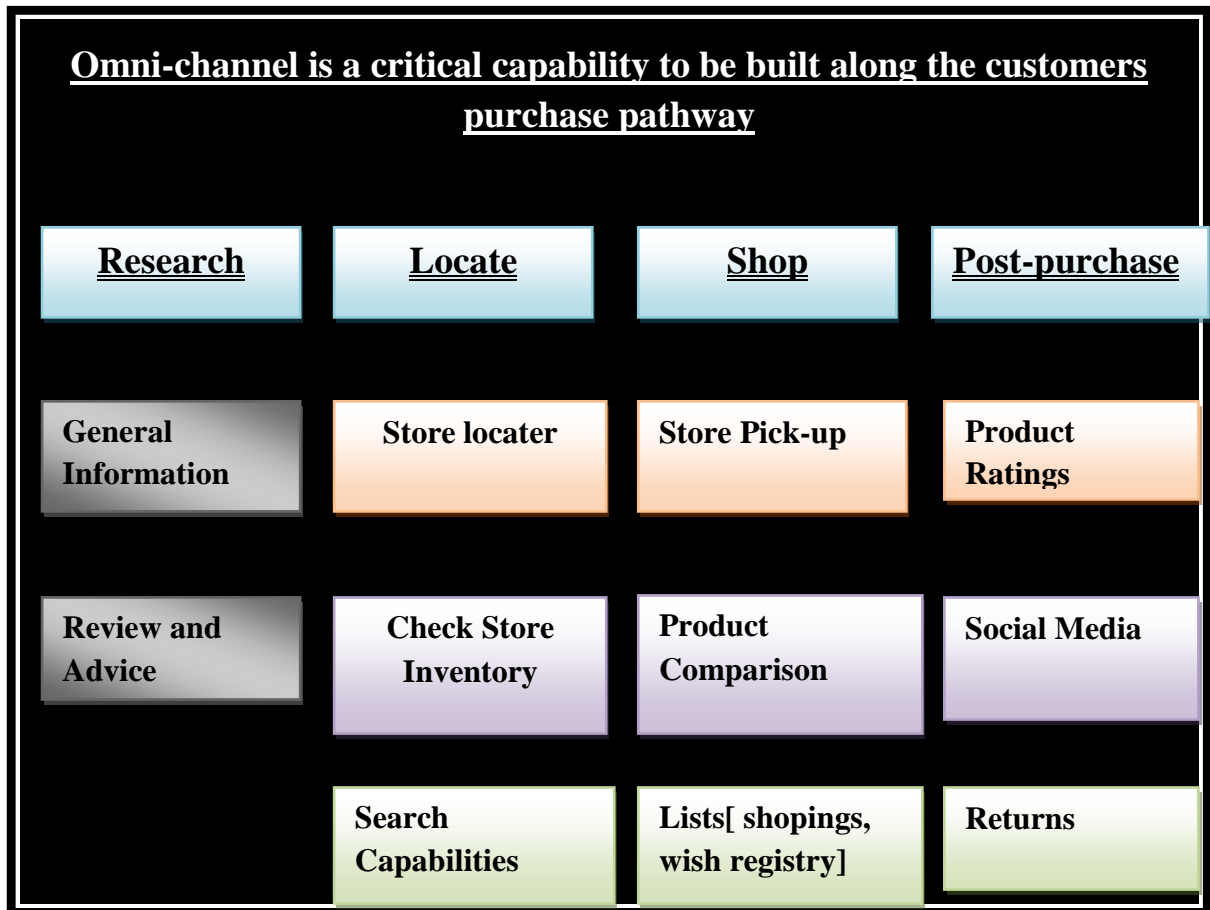 Omni-channel is a critical capability to be built along the customers
purchase pathway
Research
Locate
Shop
Post-purchase
General
Information
Store locater
Store Pick-up
Product
Ratings
Review and
Advice
Check Store
Inventory
Product
Comparison
Social Media
Search
Capabilities
Lists[ shopings,
wish registry]
Returns